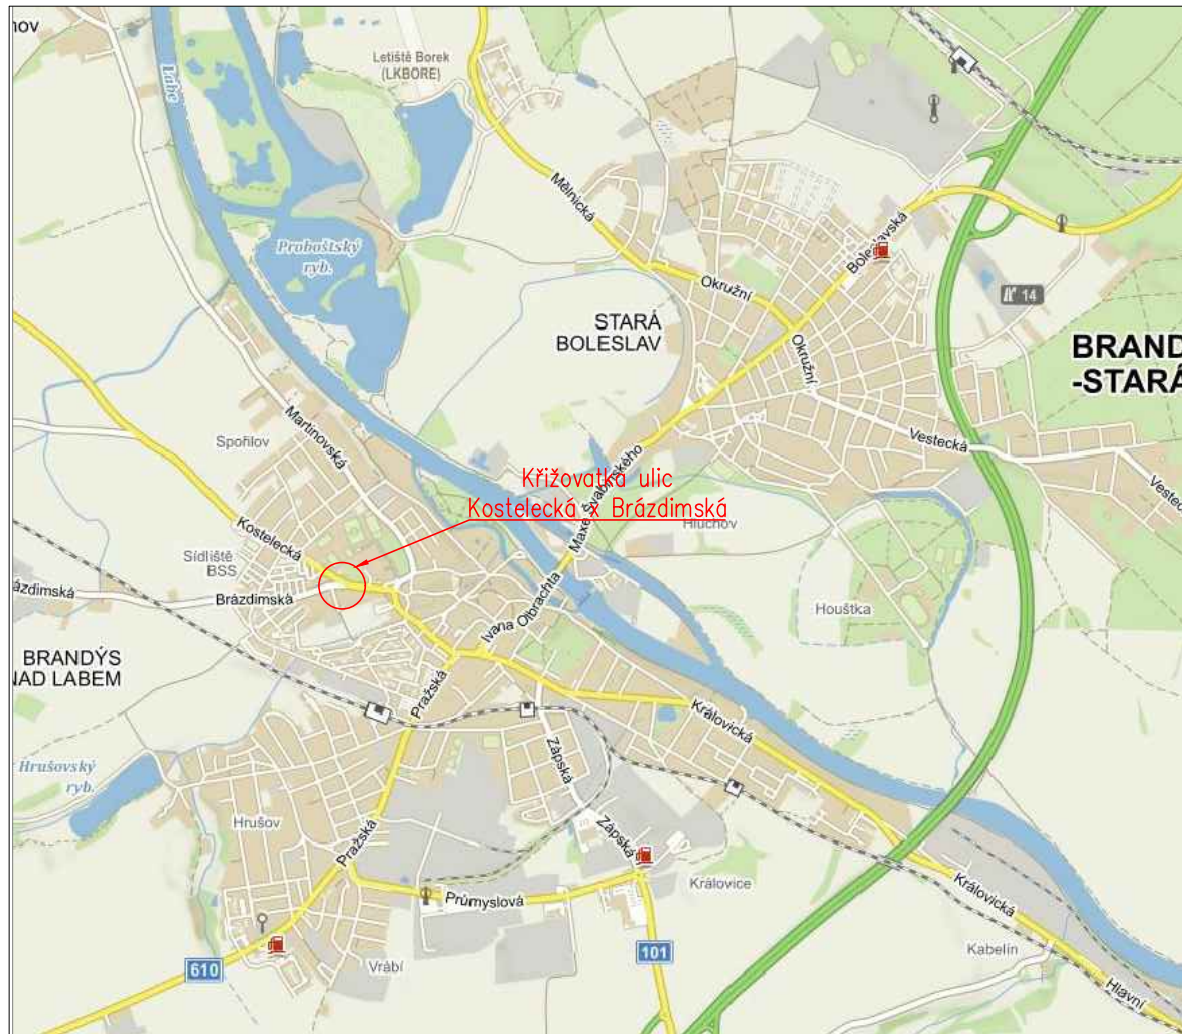 nov
Letiště Borek
(LKBORE)
Labe
Mělnická
Proboštský
ryb.
Boleslavská
Okružní
14
STARÁ
BOLESLAV
Okružní
BRAND
-STARÁ
Martinovská
Spořilov
Vestecká
Vestec
Křižovatka ulic
Kostelecká x Brázdimská
Maxe Švabinského
Hluchov
Kostelecká
Sídliště
BSS
ázdimská
Brázdimská
Ivana Olbrachta
Houštka
BRANDÝS
NAD LABEM
Pražská
Královická
Zápská
Hrušovský
ryb.
Hrušov
Pražská
Zápská
Královice
Průmyslová
Královická
Vrábí
610
101
Kabelín
Hlavní